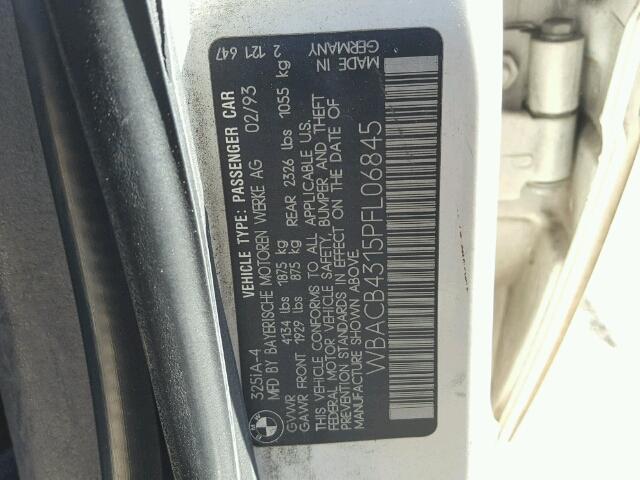 325iA-4
VEHICLE TYPE: PASSENGER CAR
MFD BY BAYERISCHE MOTOREN WERKE AG 02/93
GVWR 4134 lbs 1875 kg
GAWR FRONT 1929 lbs 875 kg REAR 2326 lbs 1055 kg
THIS VEHICLE CONFORMS TO ALL APPLICABLE U.S.
FEDERAL MOTOR VEHICLE SAFETY, BUMPER AND THEFT
PREVENTION STANDARDS IN EFFECT ON THE DATE OF
MANUFACTURE SHOWN ABOVE.
WBACB4315PFL06845
2 121 647
MADE IN
GERMANY
BMW